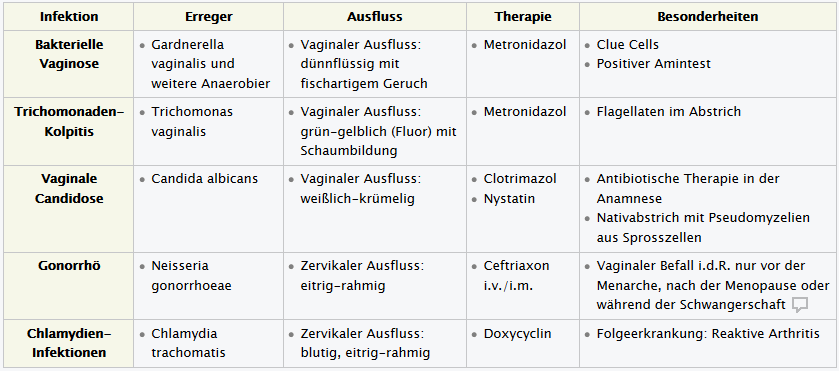 Infektion Erreger Ausfluss Therapie Besonderheiten
Bakterielle
Vaginose
• Gardnerella
vaginalis und
weitere Anaerobier
• Vaginaler Ausfluss:
dünnflüssig mit
fischartigem Geruch
• Metronidazol
• Clue Cells
• Positiver Amintest
Trichomonaden-
Kolpitis
• Trichomonas
vaginalis
• Vaginaler Ausfluss:
grün-gelblich (Fluor) mit
Schaumbildung
• Metronidazol
• Flagellaten im Abstrich
Vaginale
Candidose
• Candida albicans
• Vaginaler Ausfluss:
weißlich-krümelig
• Clotrimazol
• Nystatin
• Antibiotische Therapie in der
Anamnese
• Nativabstrich mit Pseudomyzelien
aus Sprosszellen
Gonorrhö
• Neisseria
gonorrhoeae
• Zervikaler Ausfluss:
eitrig-rahmig
• Ceftriaxon
i.v./i.m.
• Vaginaler Befall i.d.R. nur vor der
Menarche, nach der Menopause oder
während der Schwangerschaft
Chlamydien-
Infektionen
• Chlamydia
trachomatis
• Zervikaler Ausfluss:
blutig, eitrig-rahmig
• Doxycyclin
• Folgeerkrankung: Reaktive Arthritis